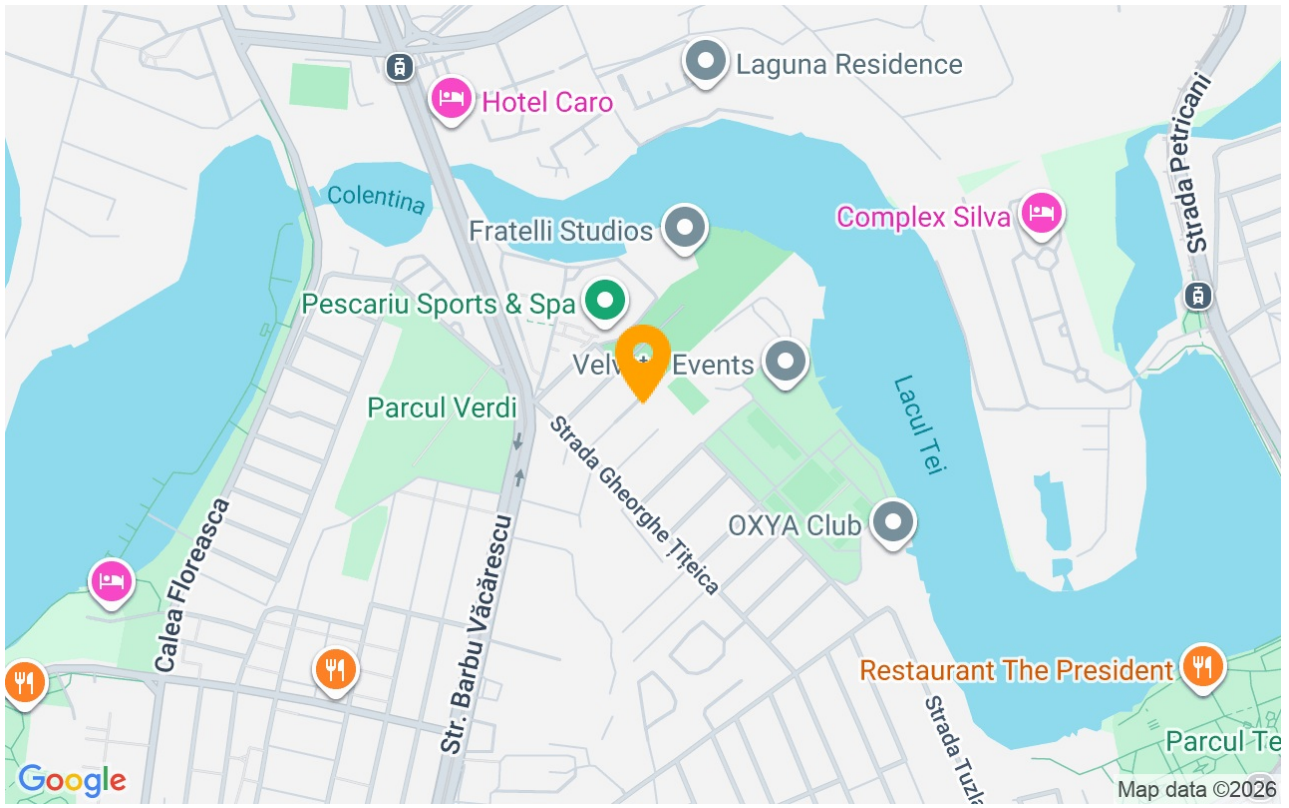 Laguna Residence
Hotel Caro
Strada Petricani
Colentina
Complex Silva
Fratelli Studios
Pescariu Sports & Spa
Events
Parcul Verdi
Lacul Tei
Strada Gheorghe Țițeica
OXYA Club
Calea Floreasca
Str. Barbu Văcărescu
Restaurant The President
Strada Tuzla
Parcul Te
Google
Map data ©2026